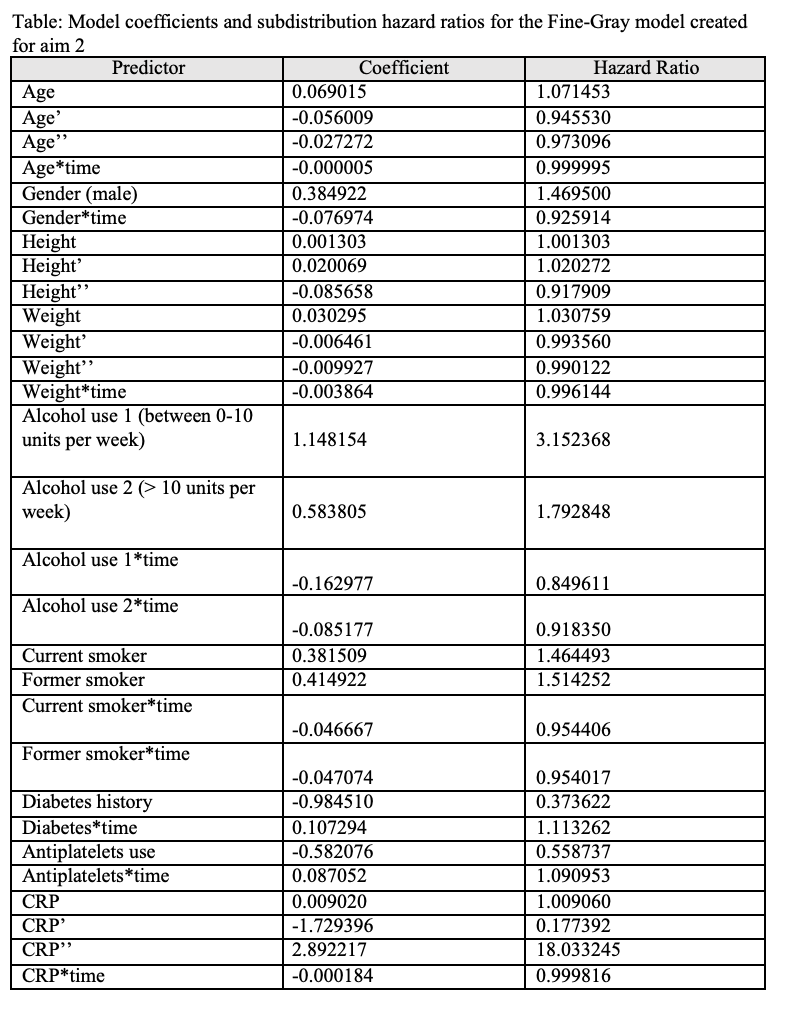 Table: Model coefficients and subdistribution hazard ratios for the Fine-Gray model created
for aim 2
Predictor Coefficient Hazard Ratio
Age 0.069015 1.071453
Age’ -0.056009 0.945530
Age’’ -0.027272 0.973096
Age*time -0.000005 0.999995
Gender (male) 0.384922 1.469500
Gender*time -0.076974 0.925914
Height 0.001303 1.001303
Height’ 0.020069 1.020272
Height’’ -0.085658 0.917909
Weight 0.030295 1.030759
Weight’ -0.006461 0.993560
Weight’’ -0.009927 0.990122
Weight*time -0.003864 0.996144
Alcohol use 1 (between 0-10
units per week) 1.148154 3.152368
Alcohol use 2 (> 10 units per
week) 0.583805 1.792848
Alcohol use 1*time
-0.162977 0.849611
Alcohol use 2*time
-0.085177 0.918350
Current smoker 0.381509 1.464493
Former smoker 0.414922 1.514252
Current smoker*time
-0.046667 0.954406
Former smoker*time
-0.047074 0.954017
Diabetes history -0.984510 0.373622
Diabetes*time 0.107294 1.113262
Antiplatelets use -0.582076 0.558737
Antiplatelets*time 0.087052 1.090953
CRP 0.009020 1.009060
CRP’ -1.729396 0.177392
CRP’’ 2.892217 18.033245
CRP*time -0.000184 0.999816